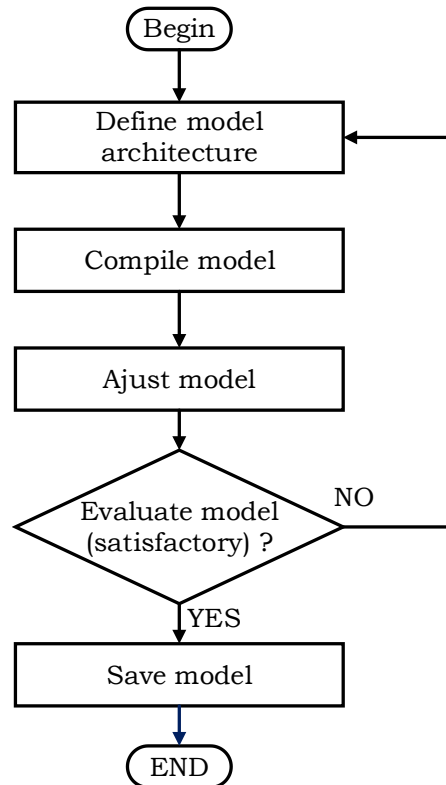 Begin
Define model
architecture
Compile model
Ajust model
Evaluate model
(satisfactory) ?
NO
YES
Save model
END